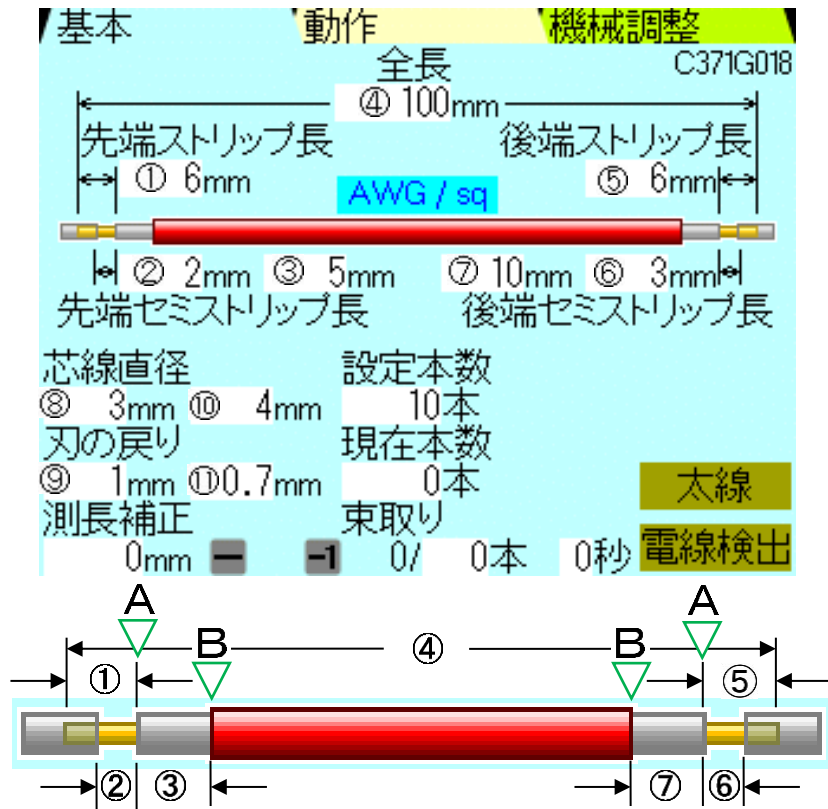 基本 動作 機械調整
全長 C371G018
④ 100mm
先端ストリップ長 後端ストリップ長
① 6mm ⑤ 6mm
AWG / sq
② 2mm ③ 5mm ⑦ 10mm ⑥ 3mm
先端セミストリップ長 後端セミストリップ長
芯線直径 設定本数
⑧ 3mm ⑩ 4mm 10本
刃の戻り 現在本数
⑨ 1mm ⑪0.7mm 0本 太線
測長補正 束取り
0mm − −1 0/ 0本 0秒 電線検出
A A
B ④ B
① ⑤
② ③ ⑦ ⑥